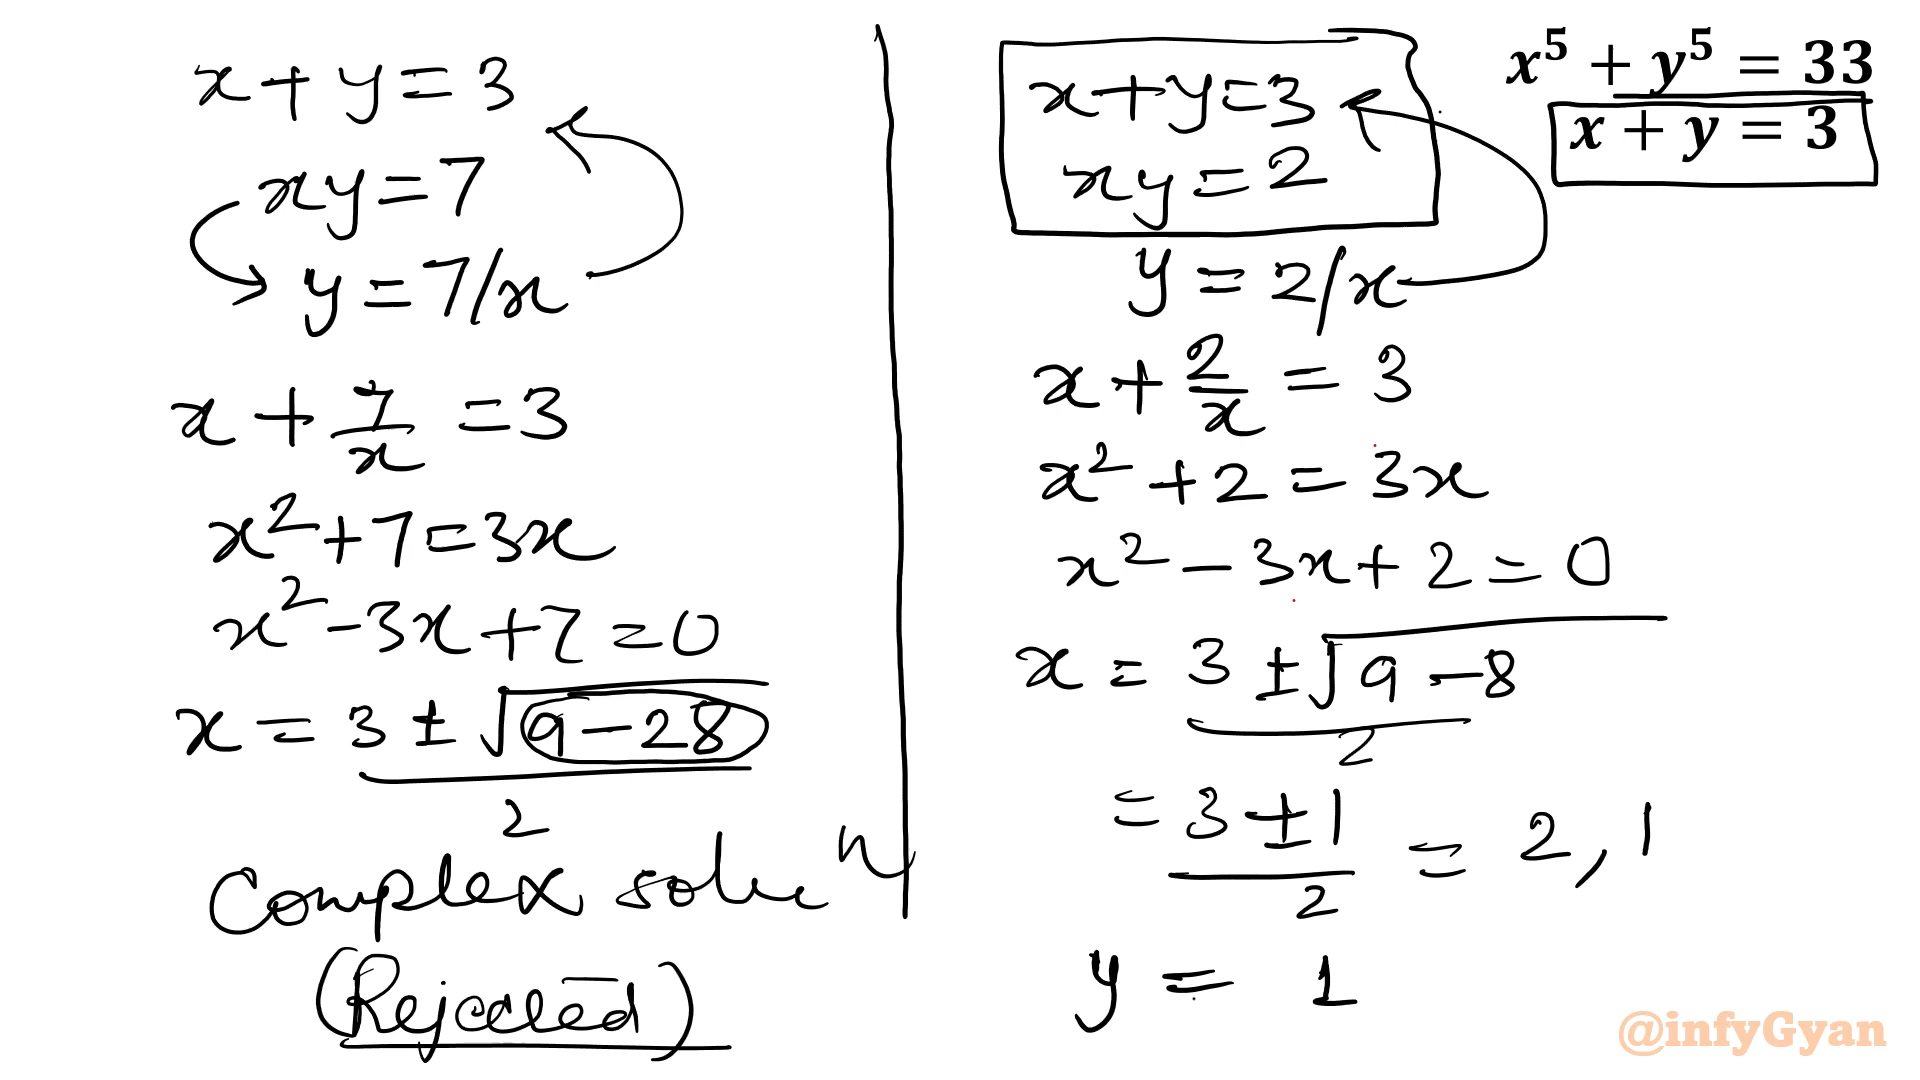 x + y = 3
xy = 7
y = 7/x
x + 7/x = 3
x² + 7 = 3x
x² - 3x + 7 = 0
x = (3 ± √(9 - 28))/2
Complex soluⁿ
(Rejected)
x + y = 3
xy = 2
y = 2/x
x + 2/x = 3
x² + 2 = 3x
x² - 3x + 2 = 0
x = (3 ± √(9 - 8))/2
= (3 ± 1)/2 = 2, 1
y = 1
x⁵ + y⁵ = 33
x + y = 3
@infyGyan